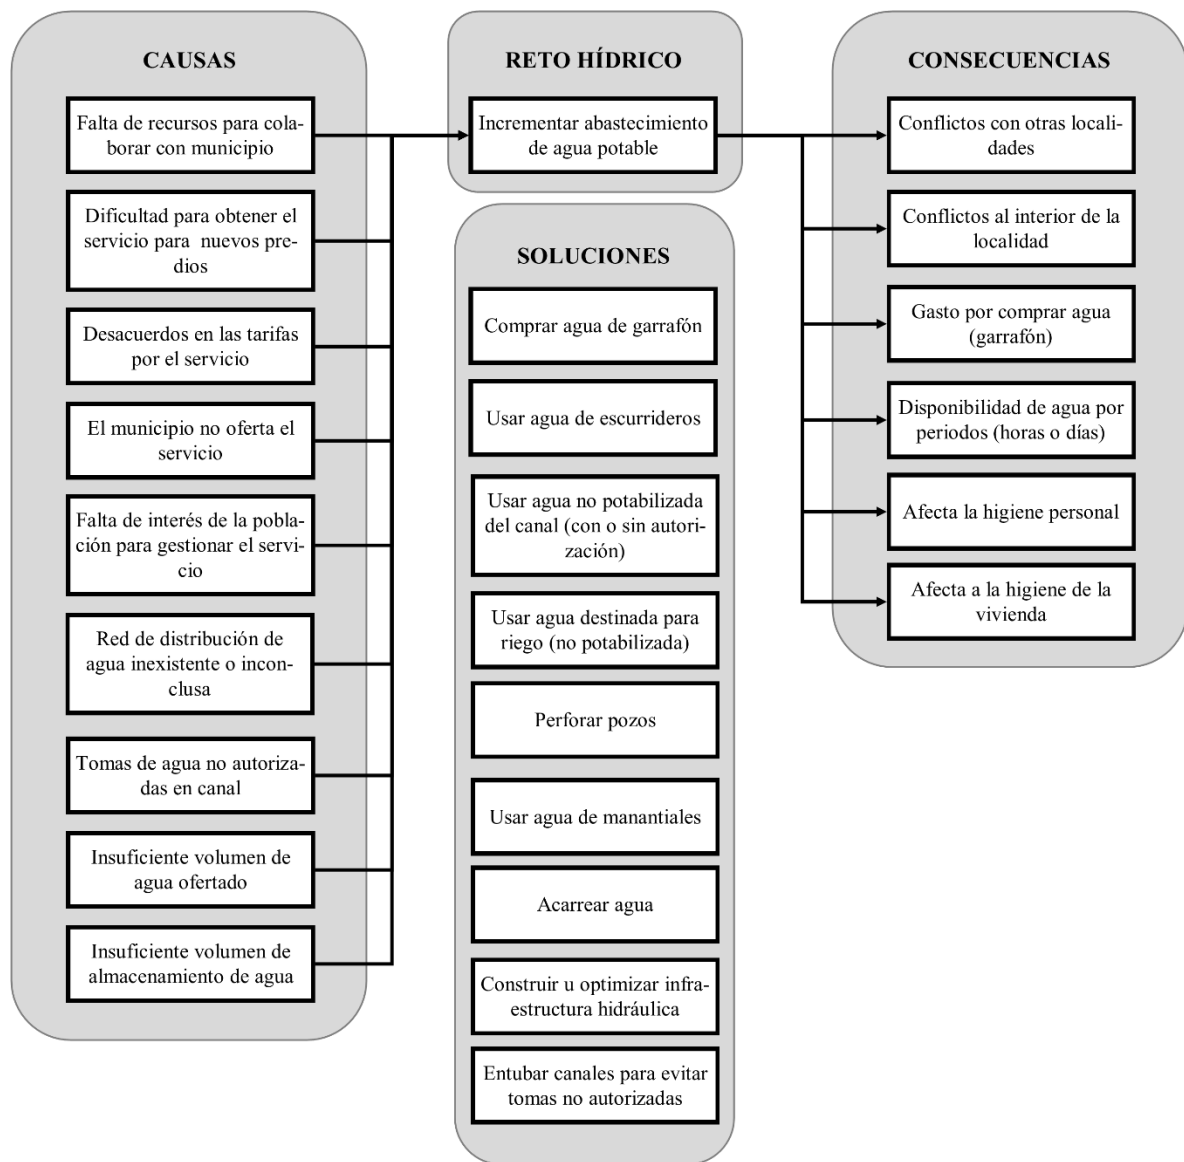 CAUSAS
Falta de recursos para cola-
borar con municipio
Dificultad para obtener el
servicio para nuevos pre-
dios
Desacuerdos en las tarifas
por el servicio
El municipio no oferta el
servicio
Falta de interés de la pobla-
ción para gestionar el servi-
cio
Red de distribución de
agua inexistente o incon-
clusa
Tomas de agua no autoriza-
das en canal
Insuficiente volumen de
agua ofertado
Insuficiente volumen de
almacenamiento de agua
RETO HÍDRICO
Incrementar abastecimiento
de agua potable
SOLUCIONES
Comprar agua de garrafón
Usar agua de escurrideros
Usar agua no potabilizada
del canal (con o sin autori-
zación)
Usar agua destinada para
riego (no potabilizada)
Perforar pozos
Usar agua de manantiales
Acarrear agua
Construir u optimizar infra-
estructura hidráulica
Entubar canales para evitar
tomas no autorizadas
CONSECUENCIAS
Conflictos con otras locali-
dades
Conflictos al interior de la
localidad
Gasto por comprar agua
(garrafón)
Disponibilidad de agua por
periodos (horas o días)
Afecta la higiene personal
Afecta a la higiene de la
vivienda